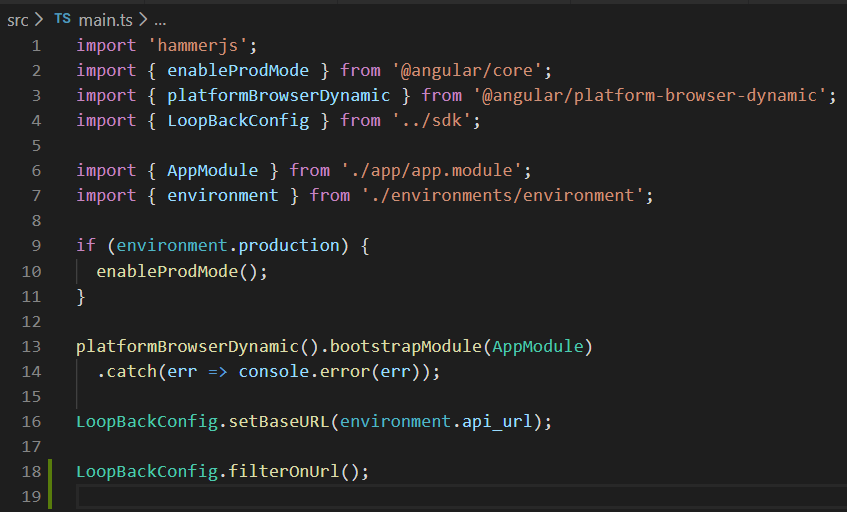 src > TS main.ts > ...
1 import 'hammerjs';
2 import { enableProdMode } from '@angular/core';
3 import { platformBrowserDynamic } from '@angular/platform-browser-dynamic';
4 import { LoopBackConfig } from '../sdk';
5
6 import { AppModule } from './app/app.module';
7 import { environment } from './environments/environment';
8
9 if (environment.production) {
10   enableProdMode();
11 }
12
13 platformBrowserDynamic().bootstrapModule(AppModule)
14   .catch(err => console.error(err));
15
16 LoopBackConfig.setBaseURL(environment.api_url);
17
18 LoopBackConfig.filterOnUrl();
19